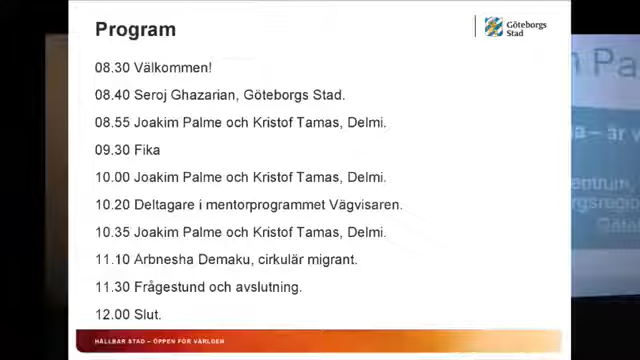 Program
Göteborgs
Stad
08.30 Välkommen!
08.40 Seroj Ghazarian, Göteborgs Stad.
08.55 Joakim Palme och Kristof Tamas, Delmi.
09.30 Fika
10.00 Joakim Palme och Kristof Tamas, Delmi.
10.20 Deltagare i mentorprogrammet Vägvisaren.
10.35 Joakim Palme och Kristof Tamas, Delmi.
11.10 Arbnesha Demaku, cirkulär migrant.
11.30 Frågestund och avslutning.
12.00 Slut.
HÅLLBAR STAD – ÖPPEN FÖR VÄRLDEN